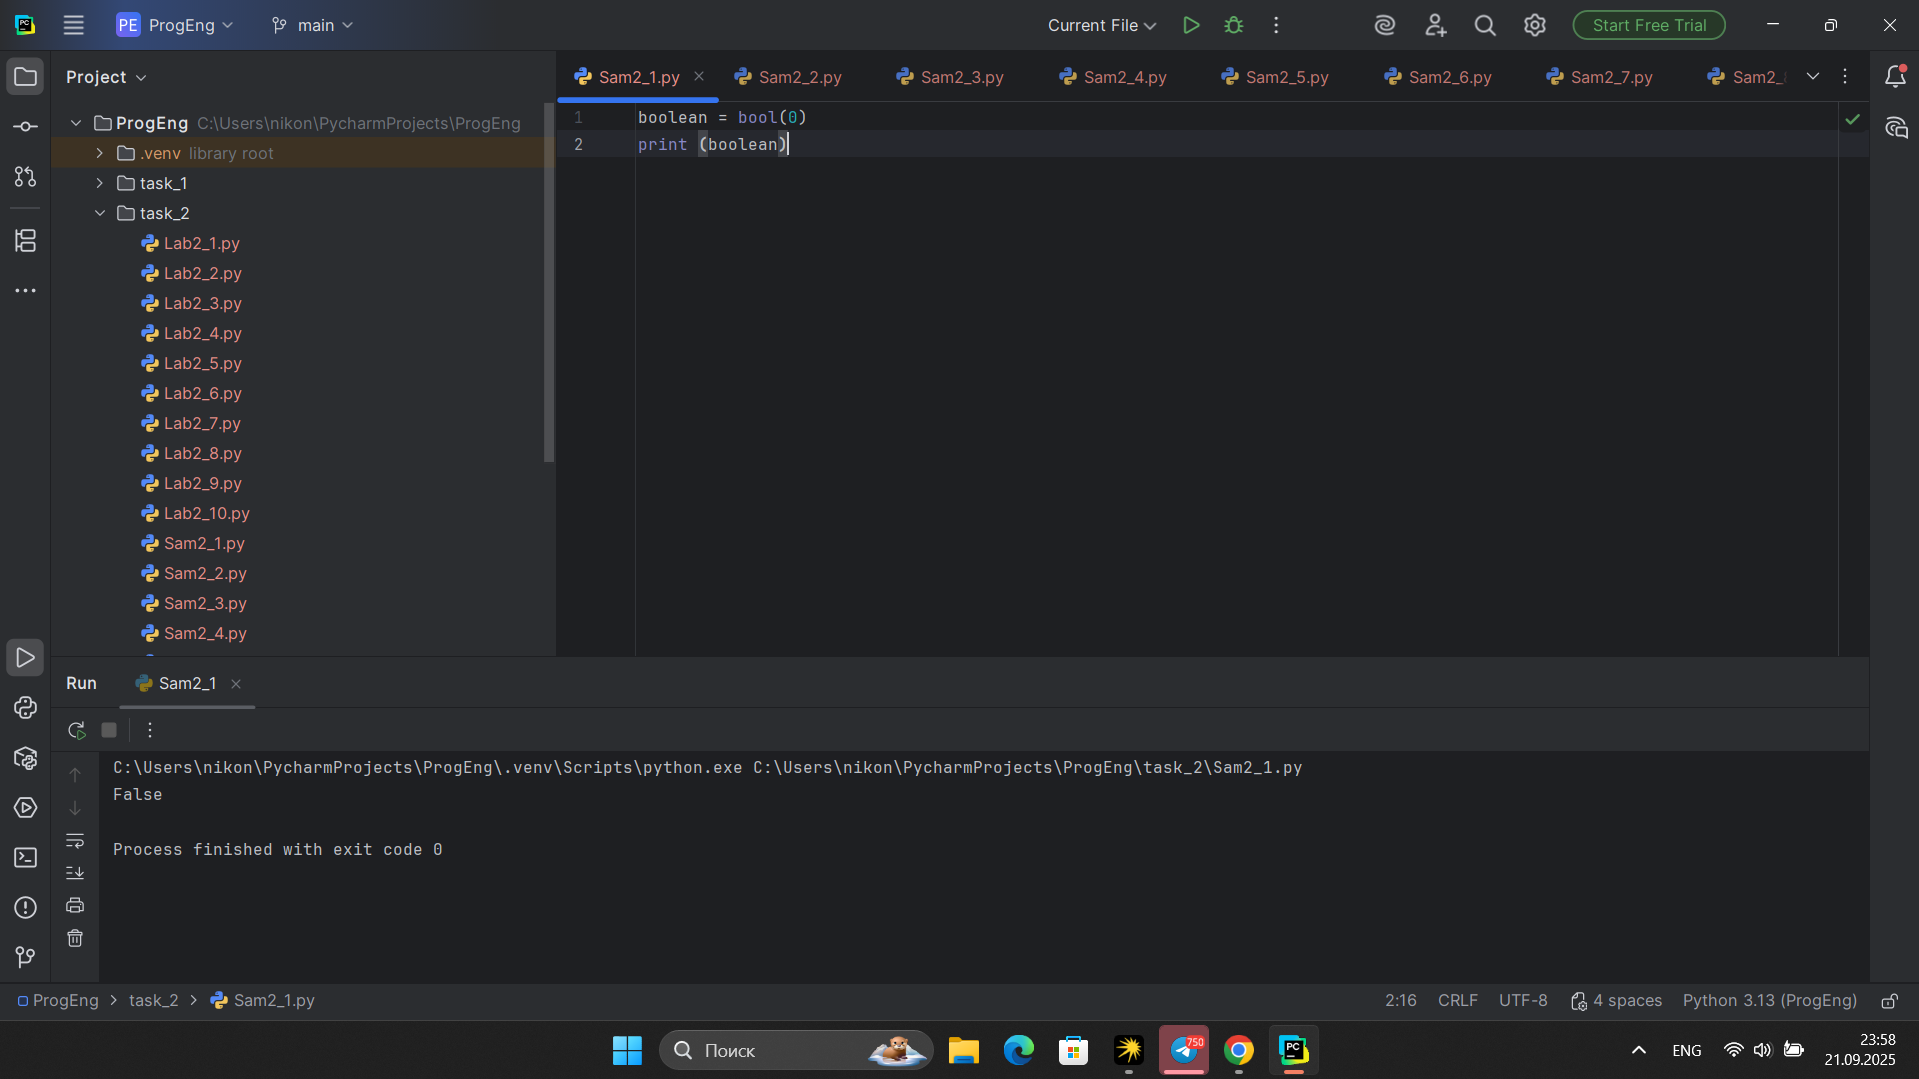 PE ProgEng main Current File Start Free Trial
Project
Sam2_1.py Sam2_2.py Sam2_3.py Sam2_4.py Sam2_5.py Sam2_6.py Sam2_7.py Sam2_
ProgEng C:\Users\nikon\PycharmProjects\ProgEng
.venv library root
task_1
task_2
Lab2_1.py
Lab2_2.py
Lab2_3.py
Lab2_4.py
Lab2_5.py
Lab2_6.py
Lab2_7.py
Lab2_8.py
Lab2_9.py
Lab2_10.py
Sam2_1.py
Sam2_2.py
Sam2_3.py
Sam2_4.py
1 boolean = bool(0)
2 print (boolean)
Run Sam2_1
C:\Users\nikon\PycharmProjects\ProgEng\.venv\Scripts\python.exe C:\Users\nikon\PycharmProjects\ProgEng\task_2\Sam2_1.py
False
Process finished with exit code 0
ProgEng task_2 Sam2_1.py 2:16 CRLF UTF-8 4 spaces Python 3.13 (ProgEng)
Поиск 750 PC ENG 23:58
21.09.2025